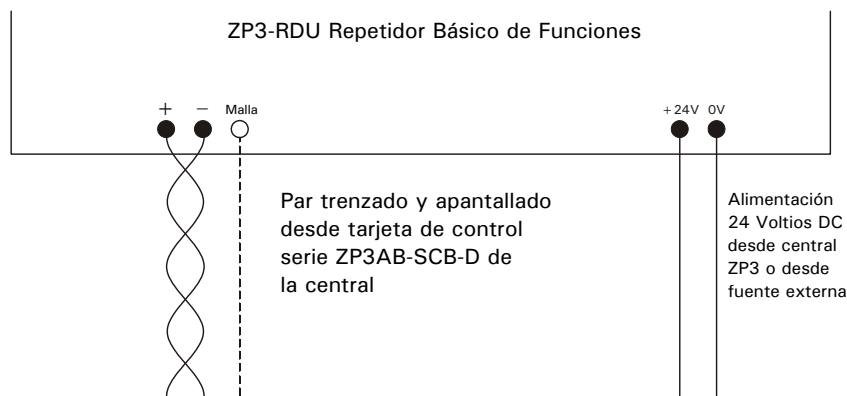 ZP3-RDU Repetidor Básico de Funciones
+ − Malla
+24V 0V
Par trenzado y apantallado
desde tarjeta de control
serie ZP3AB-SCB-D de
la central
Alimentación
24 Voltios DC
desde central
ZP3 o desde
fuente externa